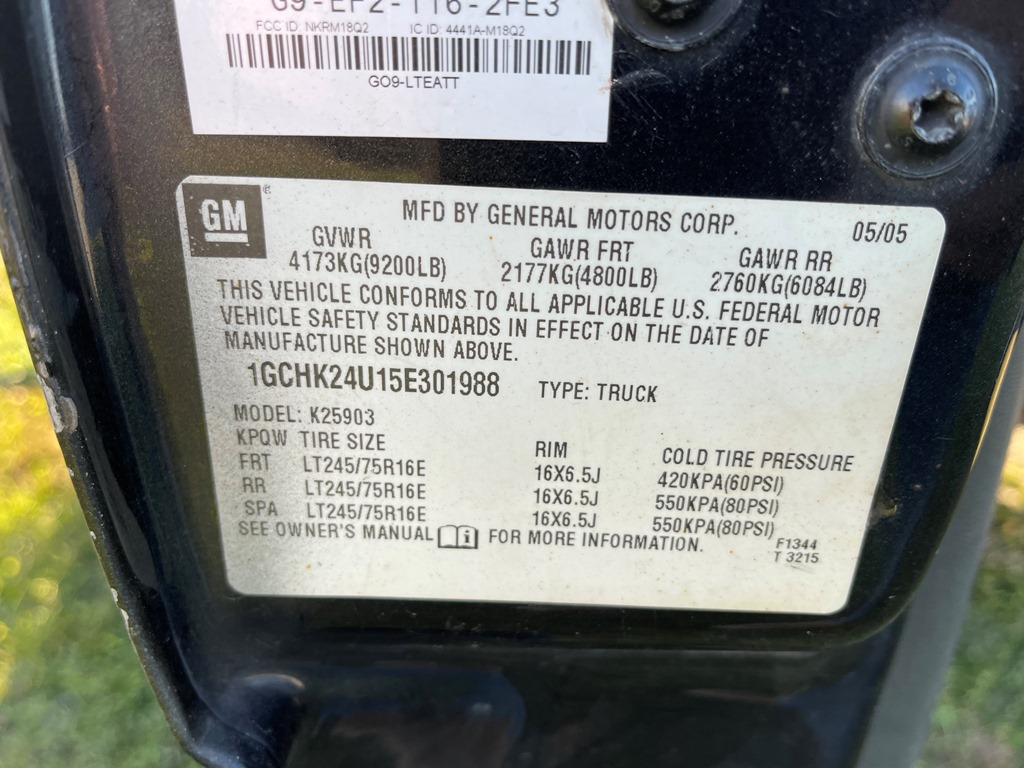 G9-EF2-116-2FE3
FCC ID: NKRM18Q2 IC ID: 4441A-M18Q2
GO9-LTEATT
GM ®
MFD BY GENERAL MOTORS CORP. 05/05
GVWR GAWR FRT GAWR RR
4173KG(9200LB) 2177KG(4800LB) 2760KG(6084LB)
THIS VEHICLE CONFORMS TO ALL APPLICABLE U.S. FEDERAL MOTOR
VEHICLE SAFETY STANDARDS IN EFFECT ON THE DATE OF
MANUFACTURE SHOWN ABOVE.
1GCHK24U15E301988 TYPE: TRUCK
MODEL: K25903
KPQW TIRE SIZE RIM COLD TIRE PRESSURE
FRT LT245/75R16E 16X6.5J 420KPA(60PSI)
RR LT245/75R16E 16X6.5J 550KPA(80PSI)
SPA LT245/75R16E 16X6.5J 550KPA(80PSI)
SEE OWNER'S MANUAL FOR MORE INFORMATION. F1344
T 3215